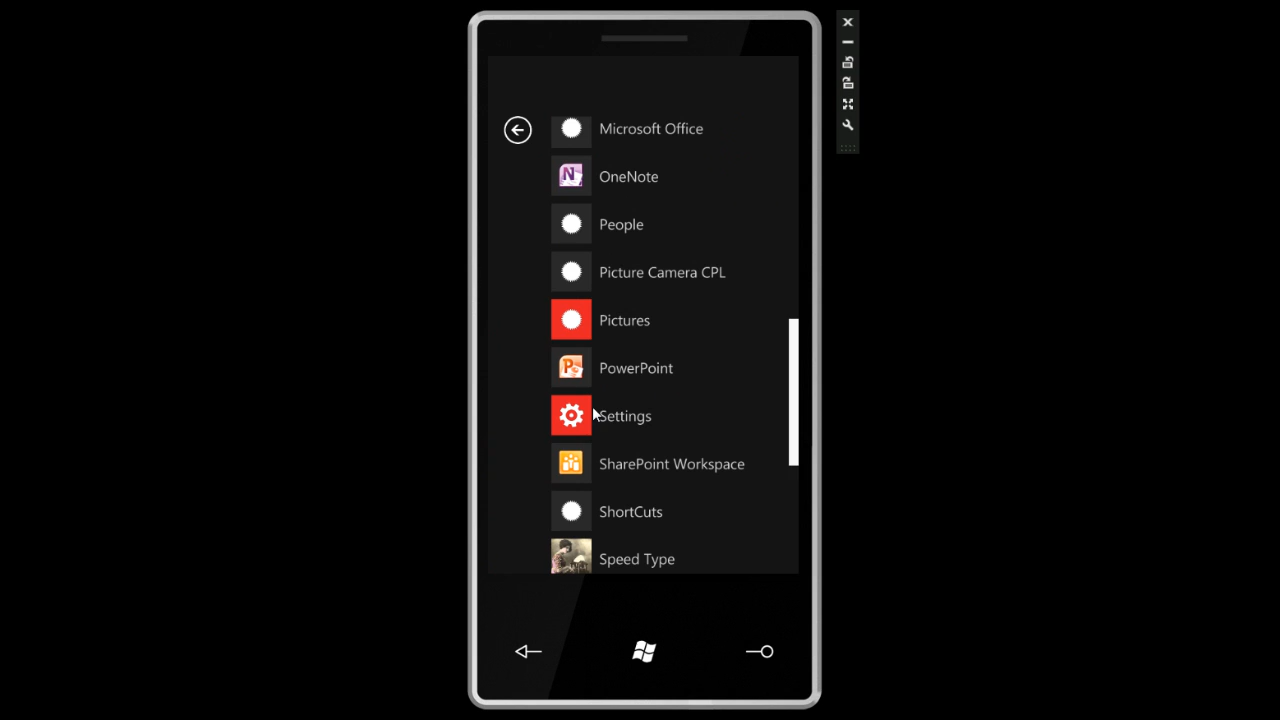 Microsoft Office
OneNote
People
Picture Camera CPL
Pictures
PowerPoint
Settings
SharePoint Workspace
ShortCuts
Speed Type